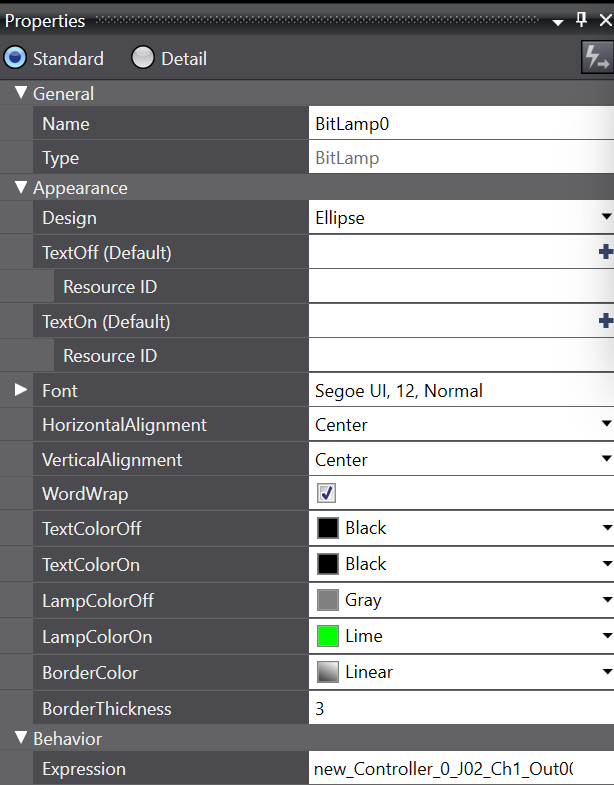 Properties
Standard Detail
General
Name BitLamp0
Type BitLamp
Appearance
Design Ellipse
TextOff (Default)
Resource ID
TextOn (Default)
Resource ID
Font Segoe UI, 12, Normal
HorizontalAlignment Center
VerticalAlignment Center
WordWrap
TextColorOff Black
TextColorOn Black
LampColorOff Gray
LampColorOn Lime
BorderColor Linear
BorderThickness 3
Behavior
Expression new_Controller_0_J02_Ch1_Out00